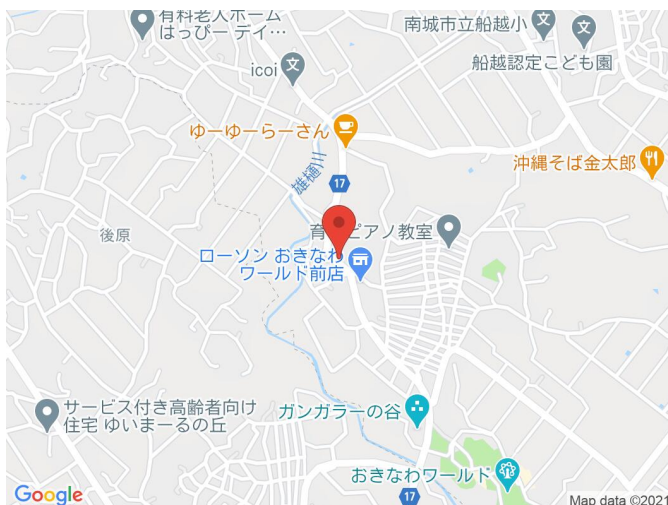 有料老人ホーム
はっぴー デイ…
南城市立船越小
文
文
船越認定こども園
icoi
文
ゆーゆーらーさん
沖縄そば金太郎
雄樋川
17
後原
ピアノ教室
ローソン おきなわ
ワールド前店
サービス付き高齢者向け
住宅 ゆいまーるの丘
ガンガラーの谷
おきなわワールド
17
Google
Map data ©2021